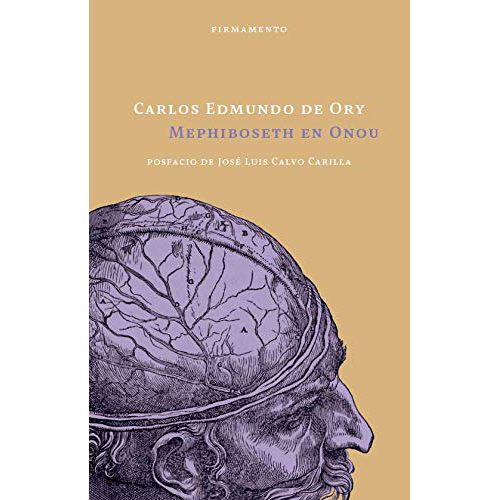 FIRMAMENTO
CARLOS EDMUNDO DE ORY
MEPHIBOSETH EN ONOU
POSFACIO DE JOSÉ LUIS CALVO CARILLA
A